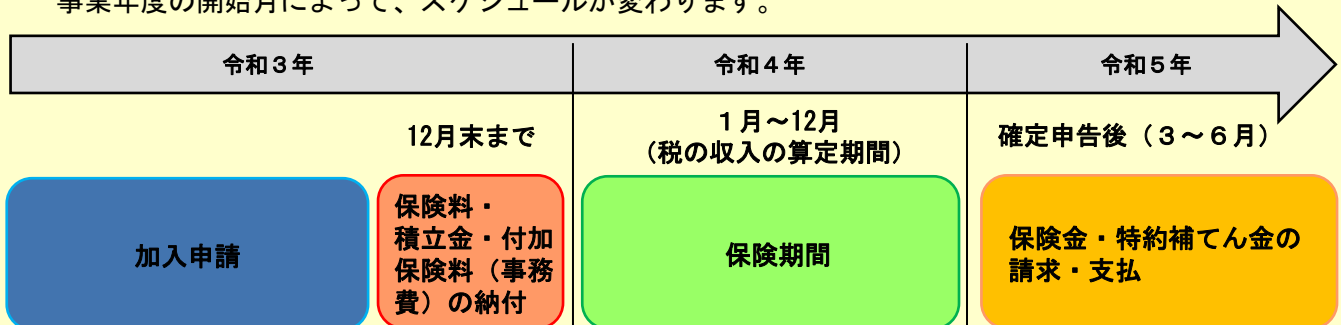 事業年度の開始月によって、スケジュールが変わります。
令和３年
令和４年
令和５年
12月末まで
１月～12月
（税の収入の算定期間）
確定申告後（３～６月）
加入申請
保険料・
積立金・付加
保険料（事務
費）の納付
保険期間
保険金・特約補てん金の
請求・支払